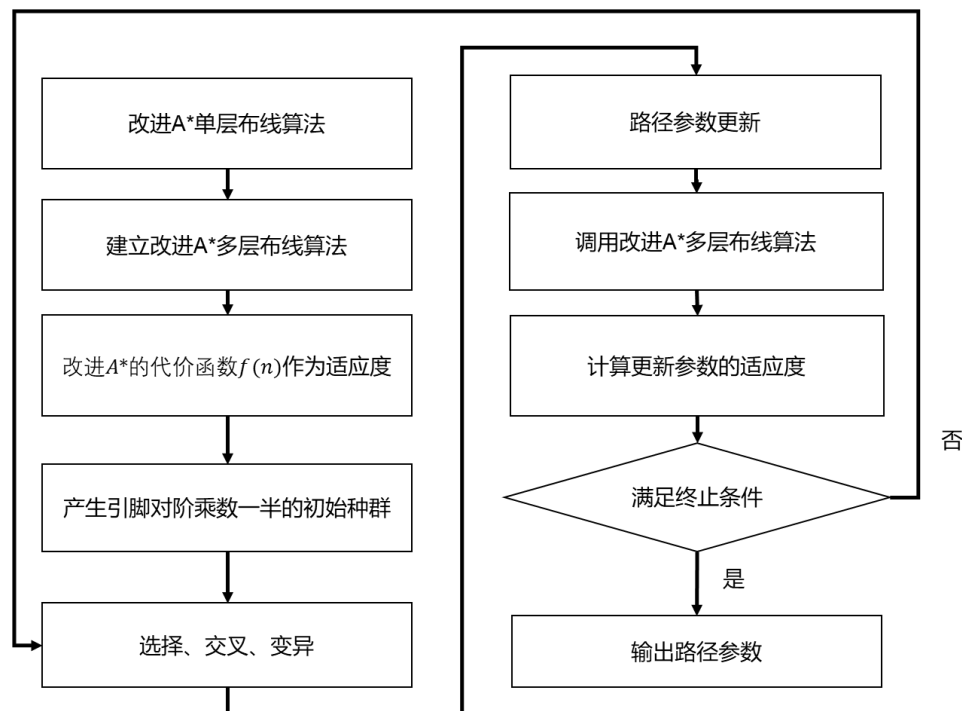 改进A*单层布线算法
建立改进A*多层布线算法
改进A*的代价函数f(n)作为适应度
产生引脚对阶乘数一半的初始种群
选择、交叉、变异
路径参数更新
调用改进A*多层布线算法
计算更新参数的适应度
满足终止条件
否
是
输出路径参数